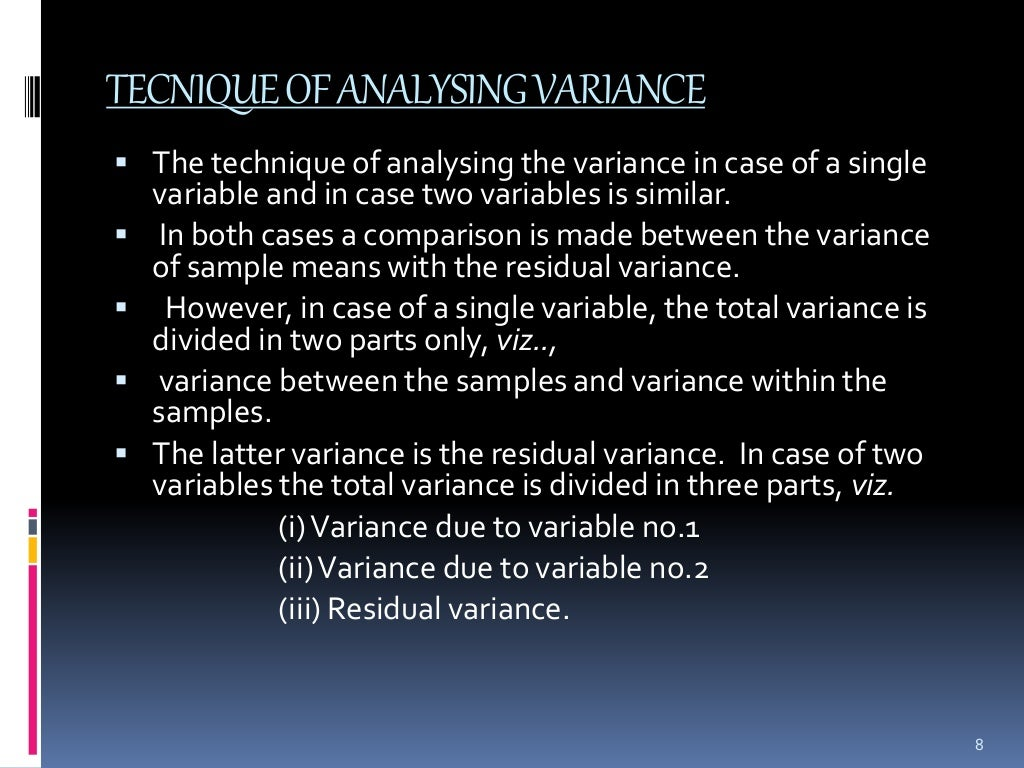 TECNIQUE OF ANALYSING VARIANCE
▪ The technique of analysing the variance in case of a single
variable and in case two variables is similar.
▪ In both cases a comparison is made between the variance
of sample means with the residual variance.
▪ However, in case of a single variable, the total variance is
divided in two parts only, viz..,
▪ variance between the samples and variance within the
samples.
▪ The latter variance is the residual variance. In case of two
variables the total variance is divided in three parts, viz.
(i) Variance due to variable no.1
(ii) Variance due to variable no.2
(iii) Residual variance.
8